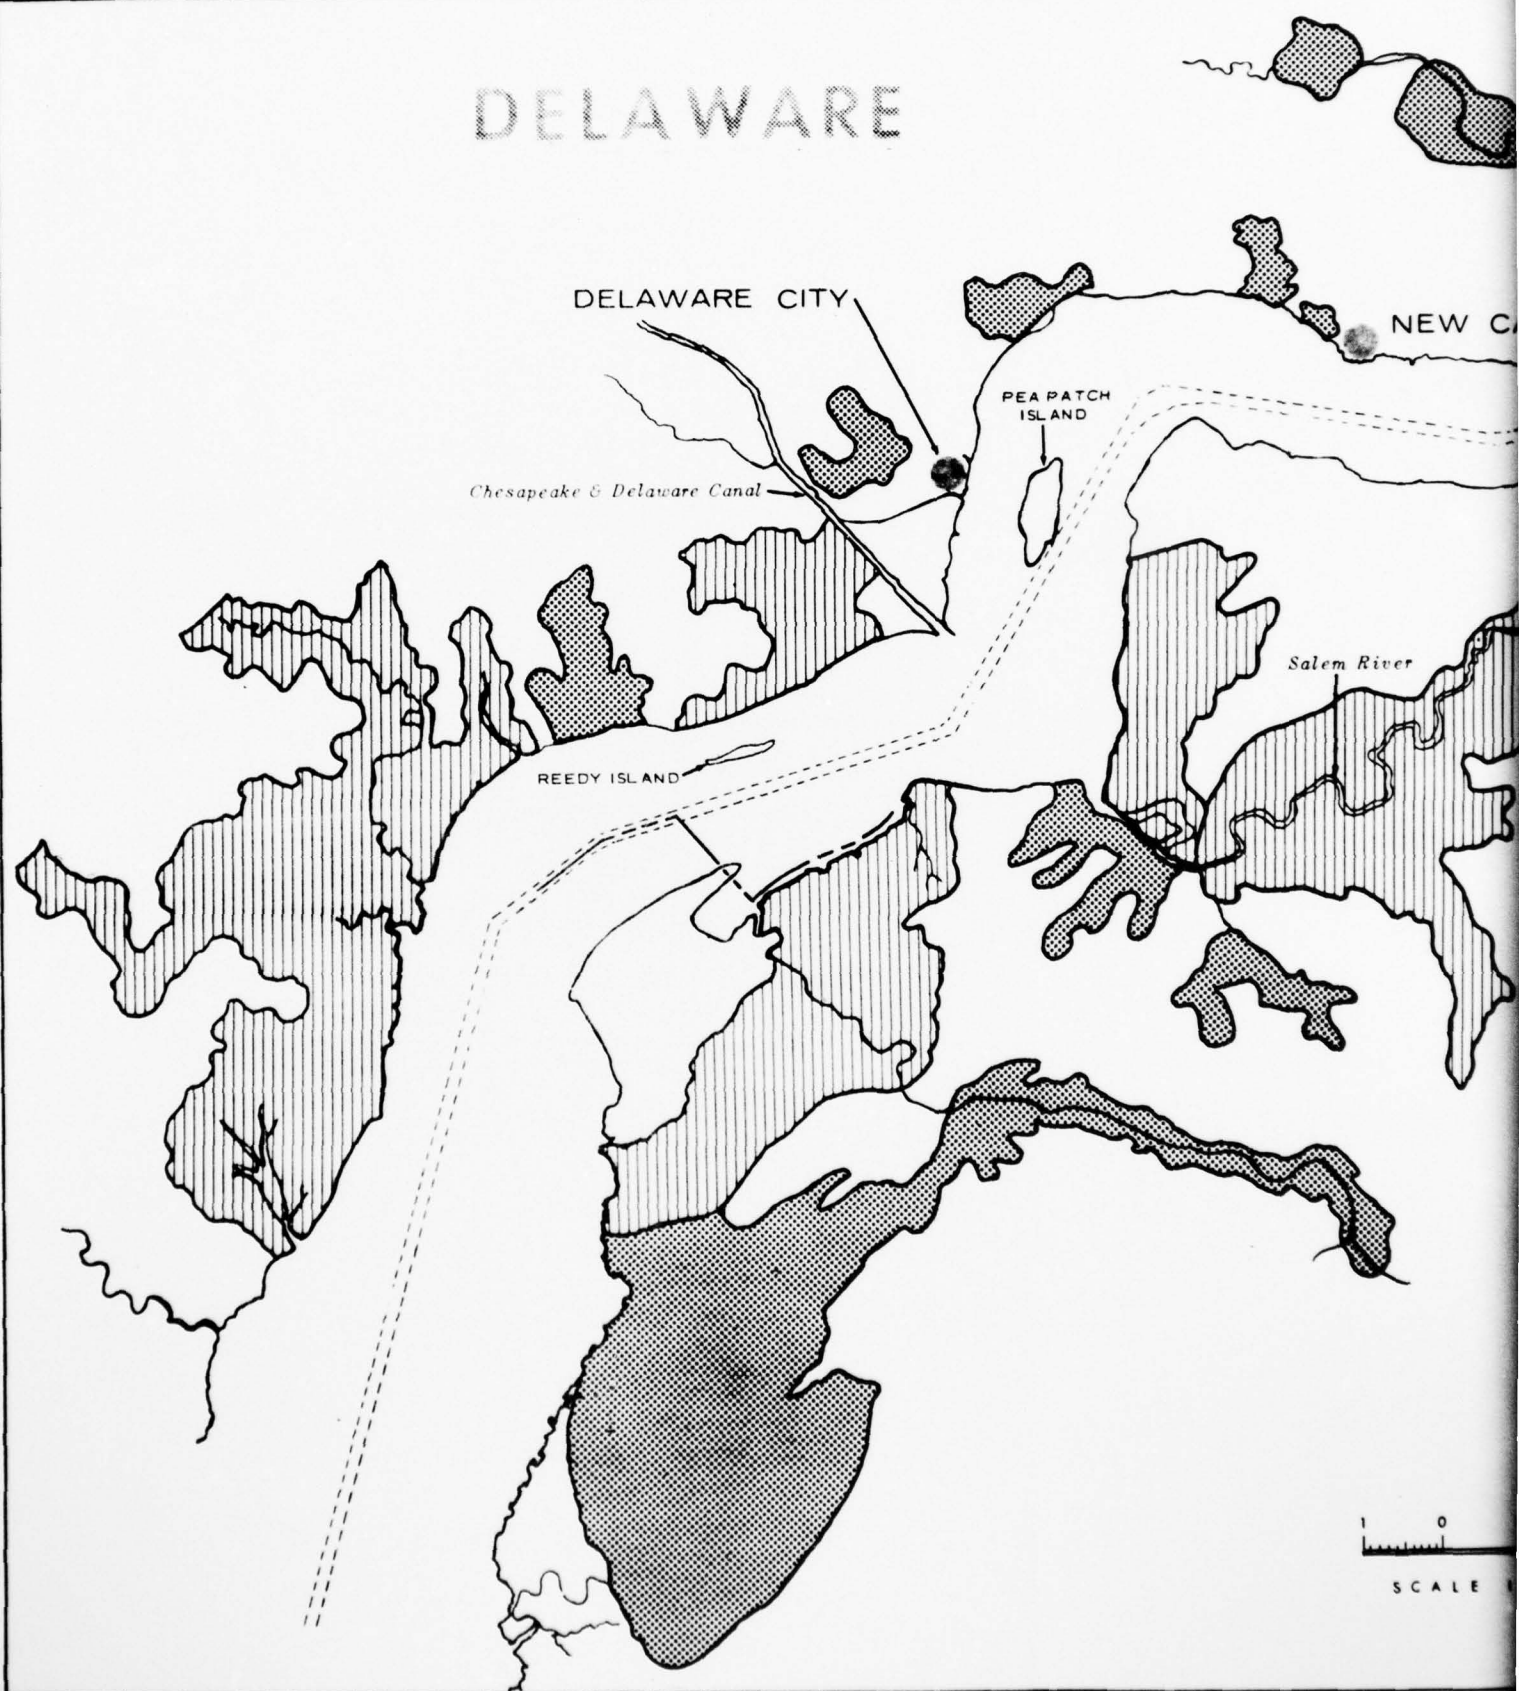 DELAWARE
DELAWARE CITY
NEW C
PEA PATCH
ISLAND
Chesapeake & Delaware Canal
Salem River
REEDY ISLAND
1 0
SCALE